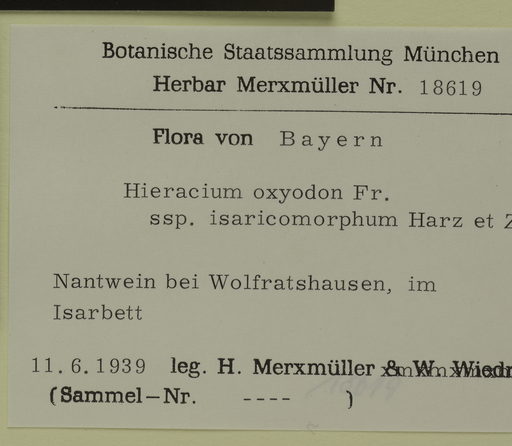 Botanische Staatssammlung München
Herbar Merxmüller Nr. 18619
Flora von Bayern
Hieracium oxyodon Fr.
ssp. isaricomorphum Harz et Z
Nantwein bei Wolfratshausen, im
Isarbett
11.6.1939 leg. H. Merxmüller & W. Wiedm
(Sammel-Nr. ---- )